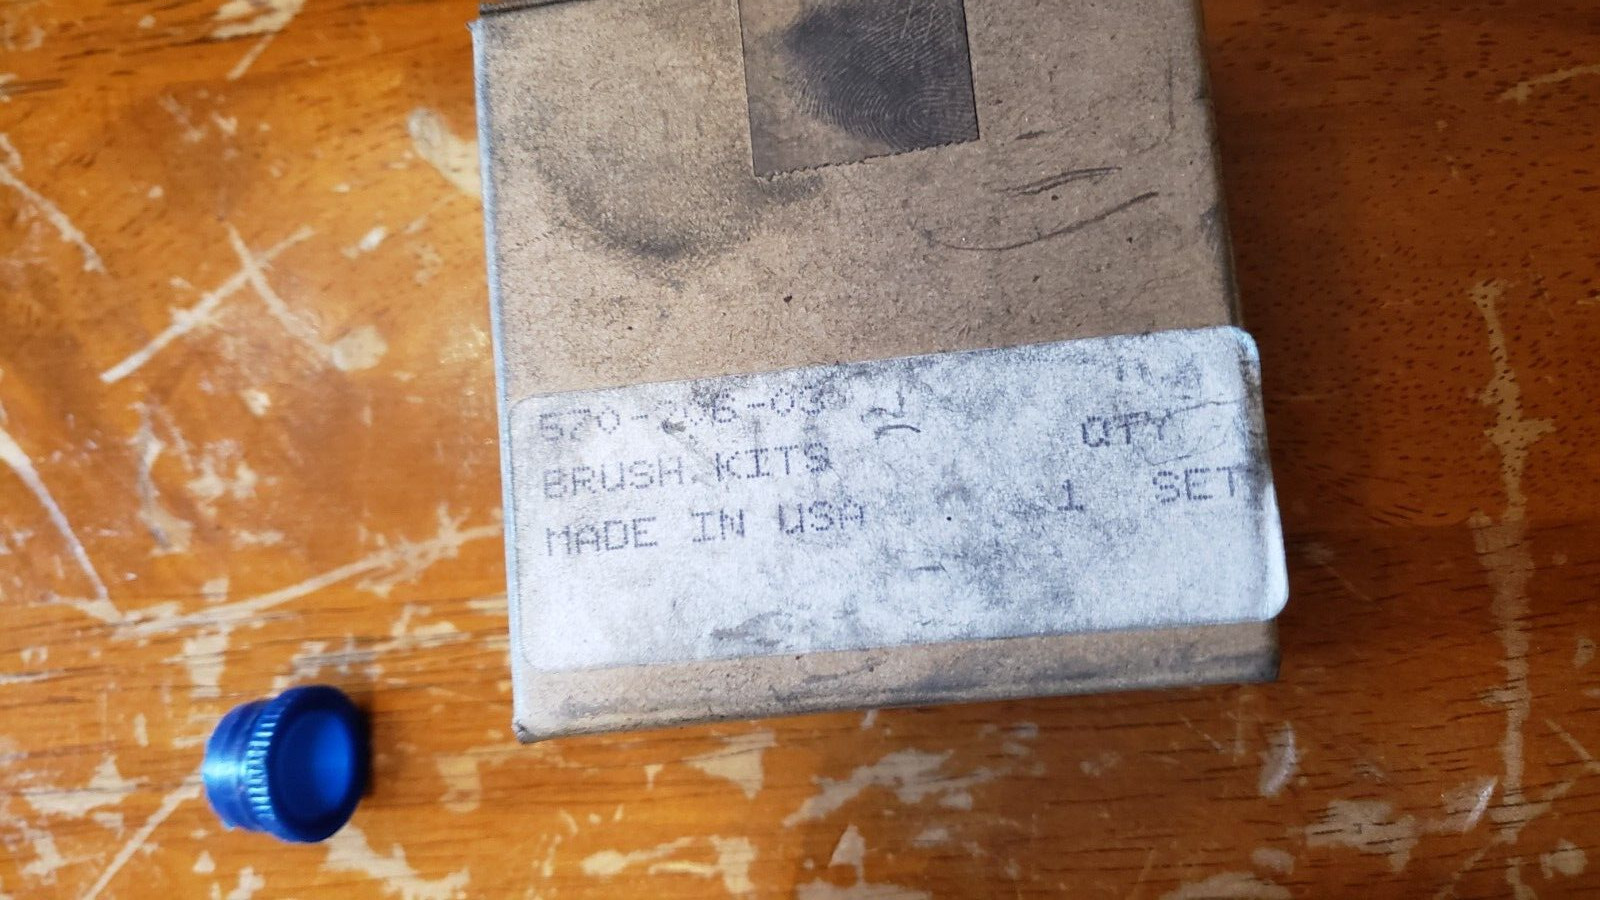 BRUSH KITS
QTY
MADE IN USA
1 SET